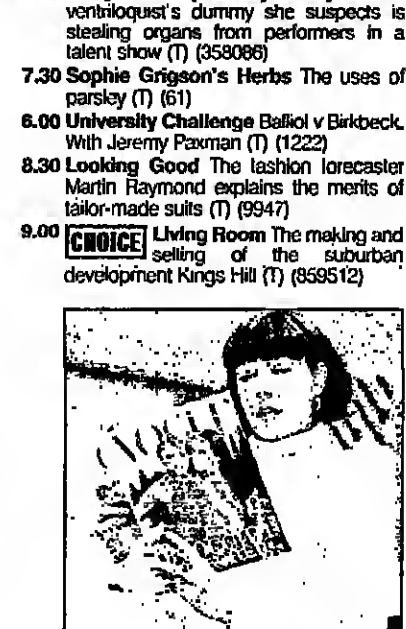 ventriloquist's dummy she suspects is
stealing organs from performers in a
talent show (T) (358086)
7.30 Sophie Grigson's Herbs The uses of
parsley (T) (61)
6.00 University Challenge Balliol v Birkbeck.
With Jeremy Paxman (T) (1222)
8.30 Looking Good The fashion forecaster
Martin Raymond explains the merits of
tailor-made suits (T) (9947)
9.00 CHOICE Living Room The making and
selling of the suburban
development Kings Hill (T) (859512)